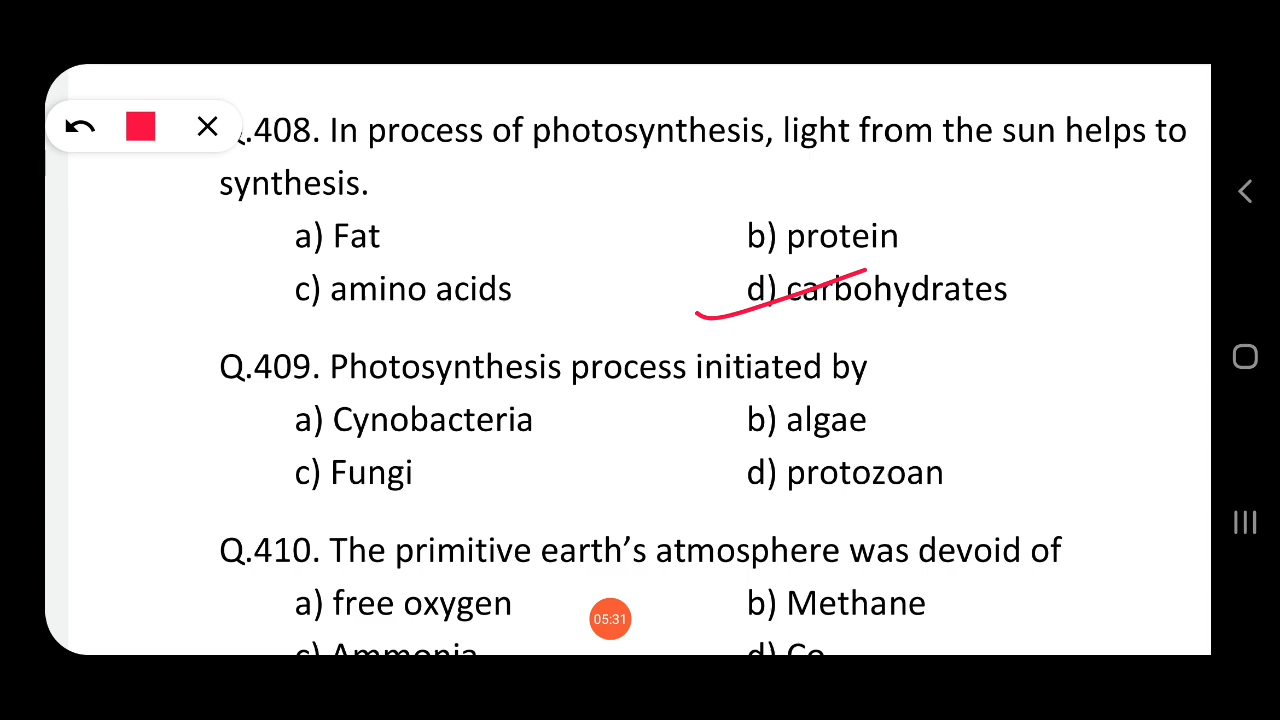 .408. In process of photosynthesis, light from the sun helps to
synthesis.
a) Fat b) protein
c) amino acids d) carbohydrates
Q.409. Photosynthesis process initiated by
a) Cynobacteria b) algae
c) Fungi d) protozoan
Q.410. The primitive earth’s atmosphere was devoid of
a) free oxygen b) Methane
05:31
c) Ammonia d) Co